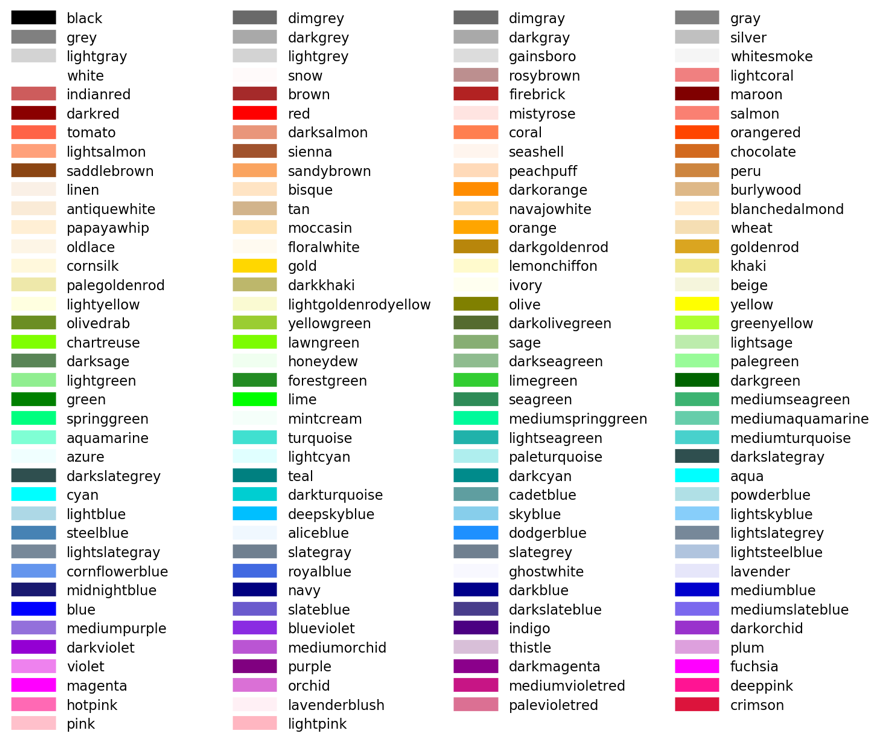 black dimgrey dimgray gray
grey darkgrey darkgray silver
lightgray lightgrey gainsboro whitesmoke
white snow rosybrown lightcoral
indianred brown firebrick maroon
darkred red mistyrose salmon
tomato darksalmon coral orangered
lightsalmon sienna seashell chocolate
saddlebrown sandybrown peachpuff peru
linen bisque darkorange burlywood
antiquewhite tan navajowhite blanchedalmond
papayawhip moccasin orange wheat
oldlace floralwhite darkgoldenrod goldenrod
cornsilk gold lemonchiffon khaki
palegoldenrod darkkhaki ivory beige
lightyellow lightgoldenrodyellow olive yellow
olivedrab yellowgreen darkolivegreen greenyellow
chartreuse lawngreen sage lightsage
darksage honeydew darkseagreen palegreen
lightgreen forestgreen limegreen darkgreen
green lime seagreen mediumseagreen
springgreen mintcream mediumspringgreen mediumaquamarine
aquamarine turquoise lightseagreen mediumturquoise
azure lightcyan paleturquoise darkslategray
darkslategrey teal darkcyan aqua
cyan darkturquoise cadetblue powderblue
lightblue deepskyblue skyblue lightskyblue
steelblue aliceblue dodgerblue lightslategrey
lightslategray slategray slategrey lightsteelblue
cornflowerblue royalblue ghostwhite lavender
midnightblue navy darkblue mediumblue
blue slateblue darkslateblue mediumslateblue
mediumpurple blueviolet indigo darkorchid
darkviolet mediumorchid thistle plum
violet purple darkmagenta fuchsia
magenta orchid mediumvioletred deeppink
hotpink lavenderblush palevioletred crimson
pink lightpink